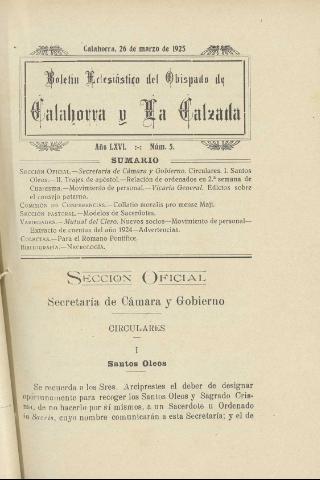 Calahorra, 26 de marzo de 1925
Boletín Eclesiástico del Obispado de
Calahorra y La Calzada
Año LXVI. :-: Núm. 5.
SUMARIO
SECCIÓN OFICIAL.—Secretaría de Cámara y Gobierno. Circulares. I. Santos
Oleos.—II. Trajes de apóstol.—Relación de ordenados en 2.ª semana de
CUARESMA.—Movimiento de personal.—Vicaría General. Edictos sobre
el consejo paterno.
COMISIÓN DE CONFERENCIAS.—Collatio moralis pro mense Maji.
SECCIÓN PASTORAL.—Modelos de Sacerdotes.
VARIEDADES.—Mutual del Clero. Nuevos socios—Movimiento de personal—
Extracto de cuentas del año 1924—Advertencias.
COLECTAS.—Para el Romano Pontífice.
BIBLIOGRAFÍA.—NECROLOGÍA.
SECCION OFICIAL
Secretaría de Cámara y Gobierno
CIRCULARES
I
Santos Oleos
Se recuerda a los Sres. Arciprestes el deber de designar
oportunamente para recoger los Santos Oleos y Sagrado Cris-
ma, de no hacerlo por sí mismos, a un Sacerdote u Ordenado
in Sacris, cuyo nombre comunicarán a esta Secretaría; y el de